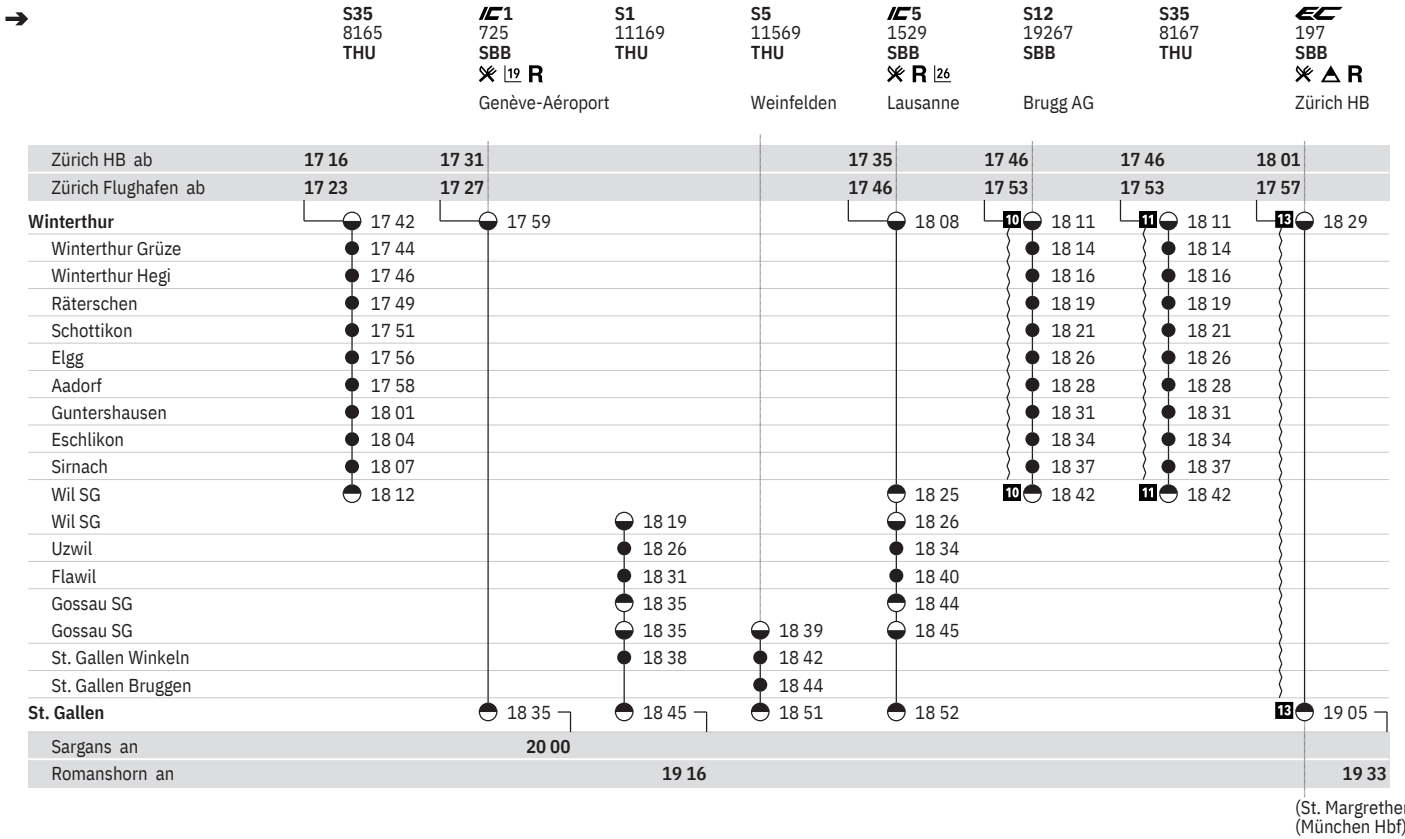 ➔ S35 IC1 S1 S5 IC5 S12 S35 EC
8165 725 11169 11569 1529 19267 8167 197
THU SBB THU THU SBB SBB THU SBB
19 R R 26 R
Genève-Aéroport Weinfelden Lausanne Brugg AG Zürich HB
Zürich HB ab 17 16 17 31 17 35 17 46 17 46 18 01
Zürich Flughafen ab 17 23 17 27 17 46 17 53 17 53 17 57
Winterthur 17 42 17 59 18 08 10 18 11 11 18 11 13 18 29
Winterthur Grüze 17 44 18 14 18 14
Winterthur Hegi 17 46 18 16 18 16
Räterschen 17 49 18 19 18 19
Schottikon 17 51 18 21 18 21
Elgg 17 56 18 26 18 26
Aadorf 17 58 18 28 18 28
Guntershausen 18 01 18 31 18 31
Eschlikon 18 04 18 34 18 34
Sirnach 18 07 18 37 18 37
Wil SG 18 12 18 25 10 18 42 11 18 42
Wil SG 18 19 18 26
Uzwil 18 26 18 34
Flawil 18 31 18 40
Gossau SG 18 35 18 44
Gossau SG 18 35 18 39 18 45
St. Gallen Winkeln 18 38 18 42
St. Gallen Bruggen 18 44
St. Gallen 18 35 18 45 18 51 18 52 13 19 05
Sargans an 20 00
Romanshorn an 19 16 19 33
(St. Margrethen
(München Hbf)